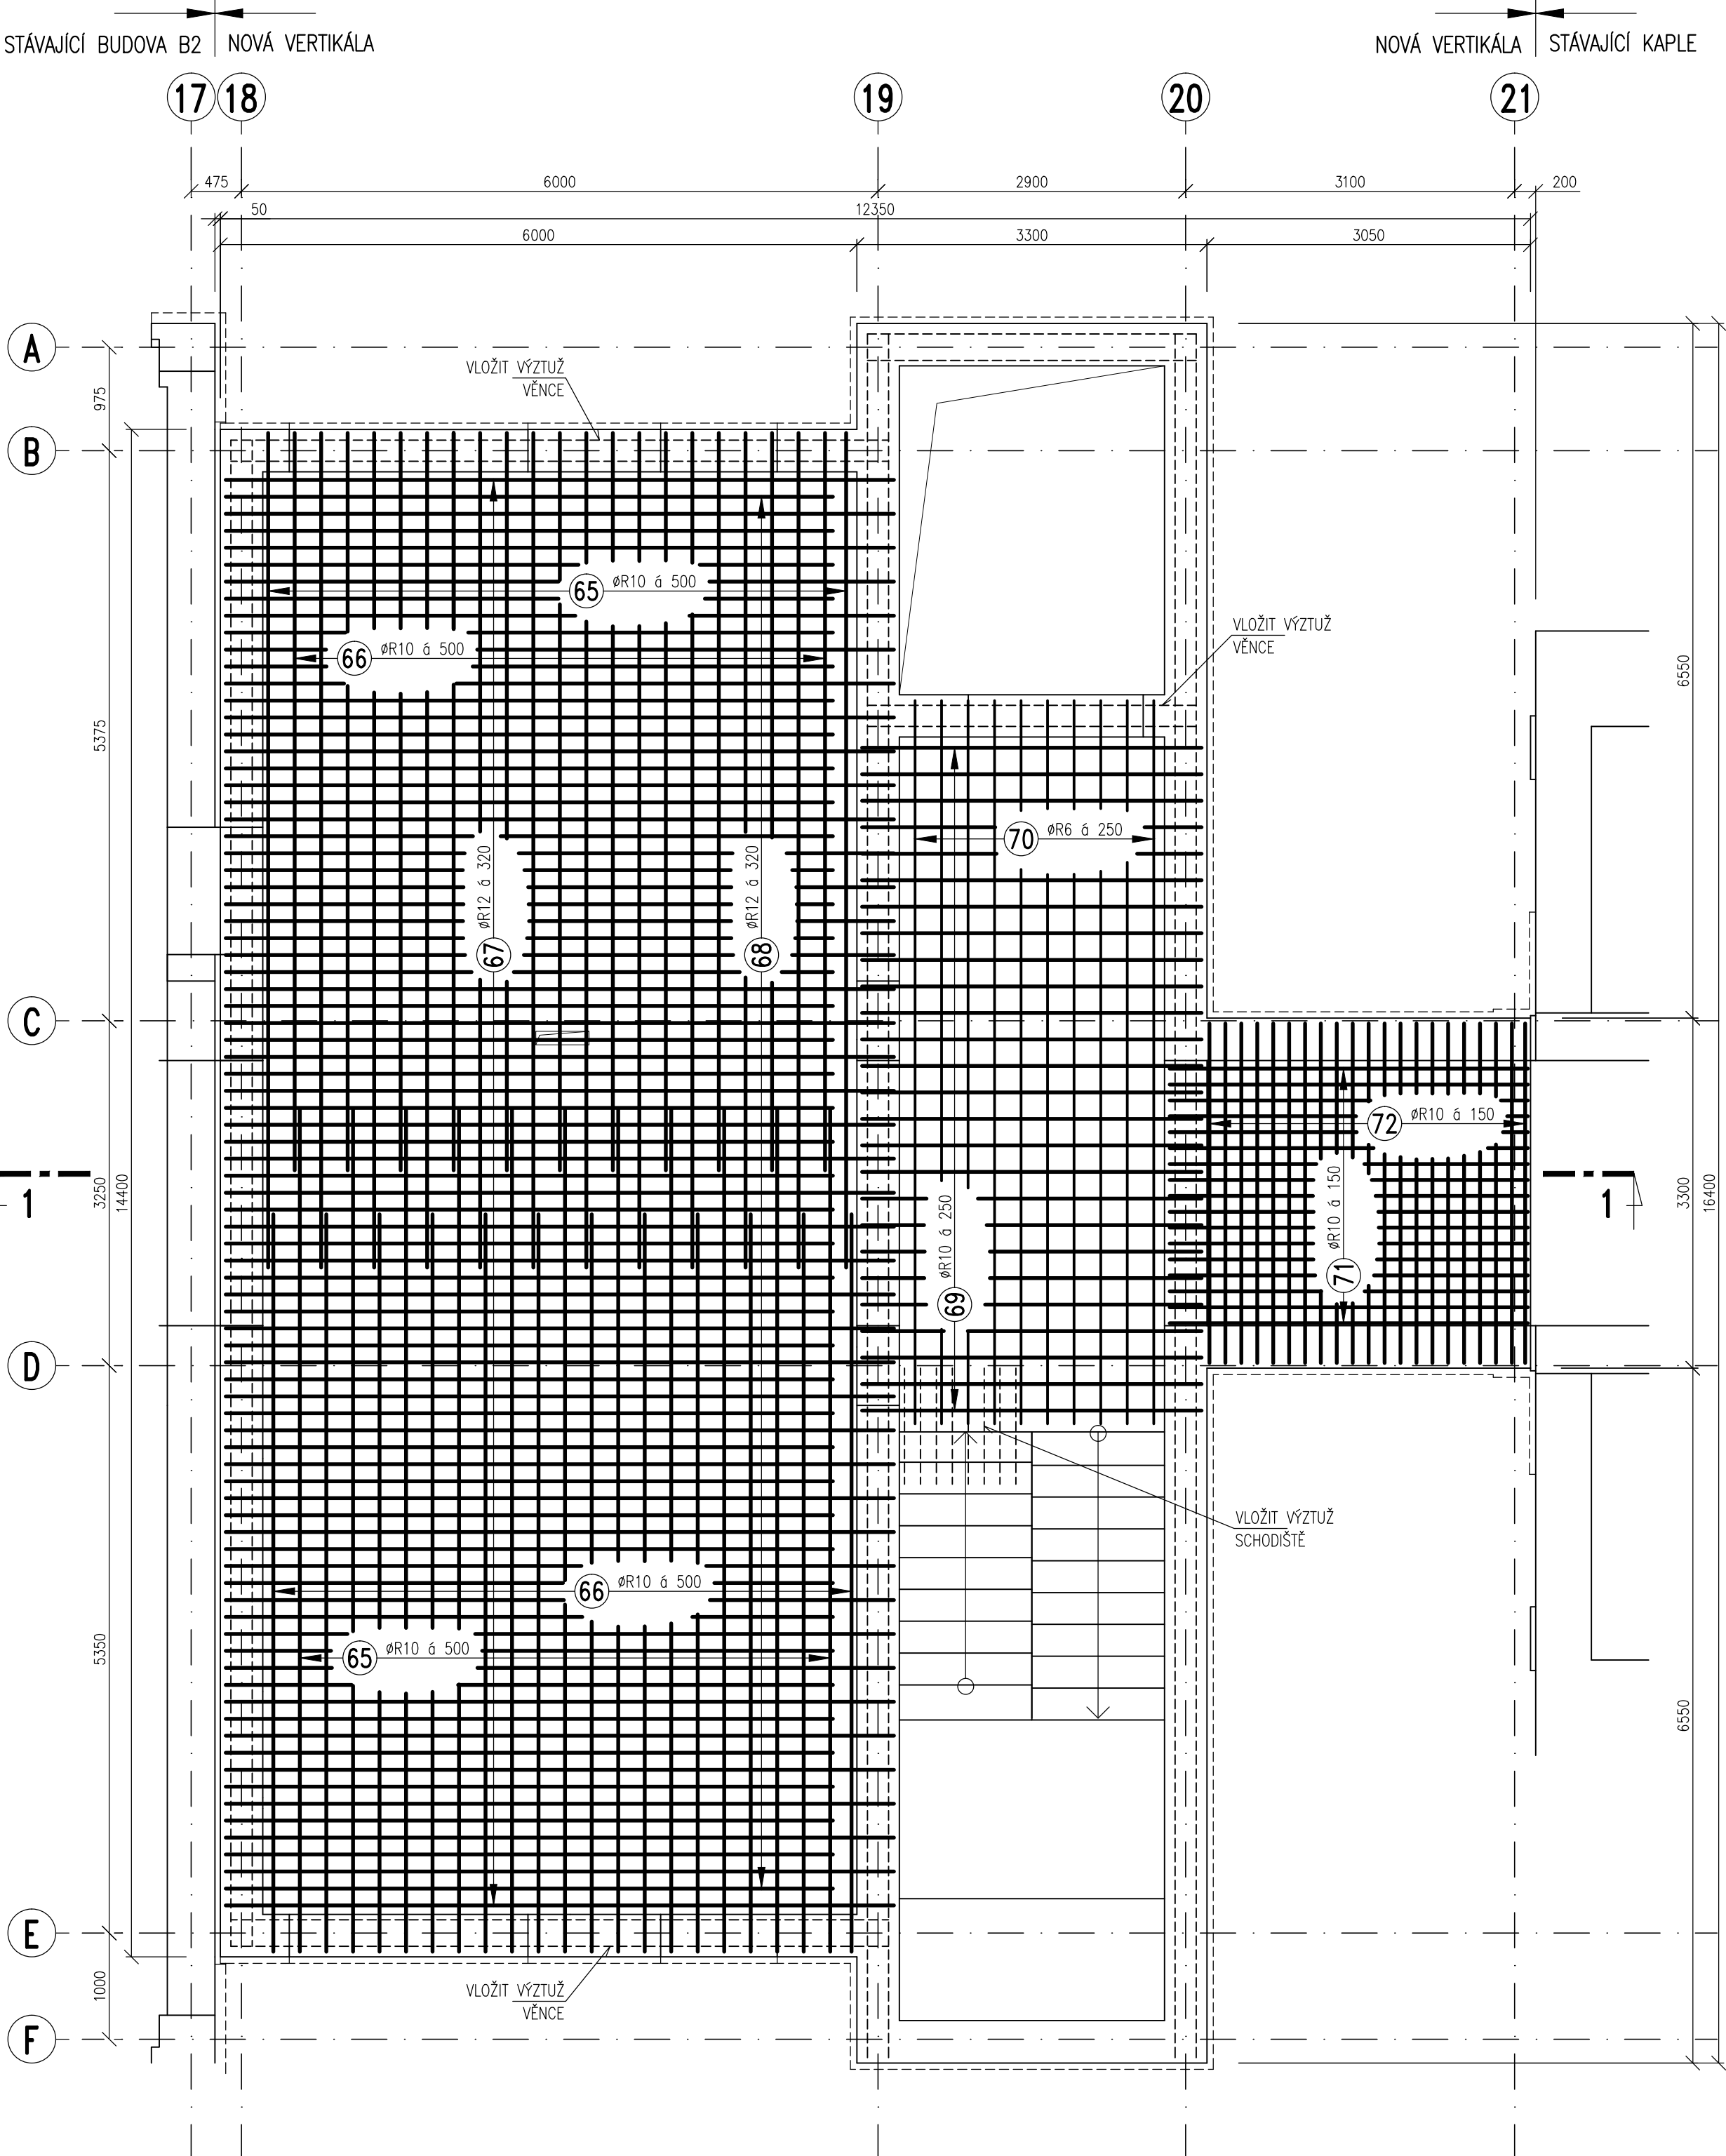 STÁVAJÍCÍ BUDOVA B2
NOVÁ VERTIKÁLA
NOVÁ VERTIKÁLA
STÁVAJÍCÍ KAPLE
17
18
19
20
21
475
6000
2900
3100
200
50
12350
6000
3300
3050
A
B
C
D
E
F
975
5375
3250
14400
5350
1000
6550
3300
16400
6550
VLOŽIT VÝZTUŽ
VĚNCE
65
øR10 á 500
66
øR10 á 500
VLOŽIT VÝZTUŽ
VĚNCE
70
øR6 á 250
67
øR12 á 320
68
øR12 á 320
72
øR10 á 150
71
øR10 á 150
69
øR10 á 250
1
1
VLOŽIT VÝZTUŽ
SCHODIŠTĚ
66
øR10 á 500
65
øR10 á 500
VLOŽIT VÝZTUŽ
VĚNCE